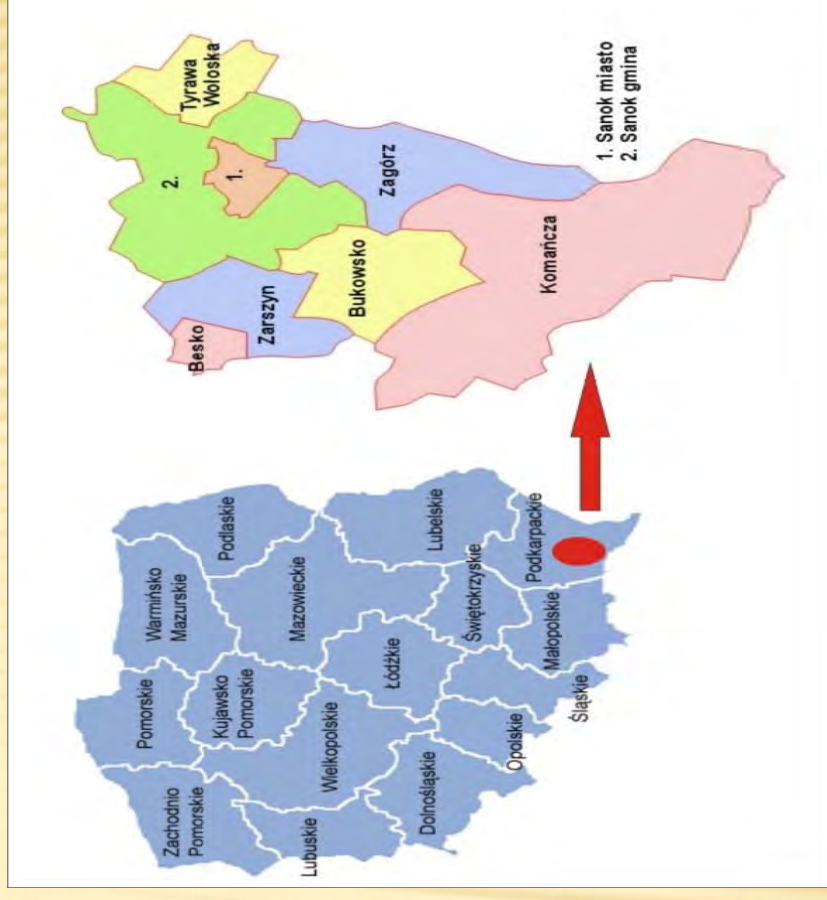 Zachodnio
Pomorskie
Pomorskie
Warmińsko
Mazurskie
Podlaskie
Kujawsko
Pomorskie
Mazowieckie
Lubuskie
Wielkopolskie
Łódźkie
Lubelskie
Dolnośląskie
Opolskie
Śląskie
Świętokrzyskie
Małopolskie
Podkarpackie
Besko
Zarszyn
2.
1.
Tyrawa
Wołoska
Bukowsko
Zagórz
Komańcza
1. Sanok miasto
2. Sanok gmina